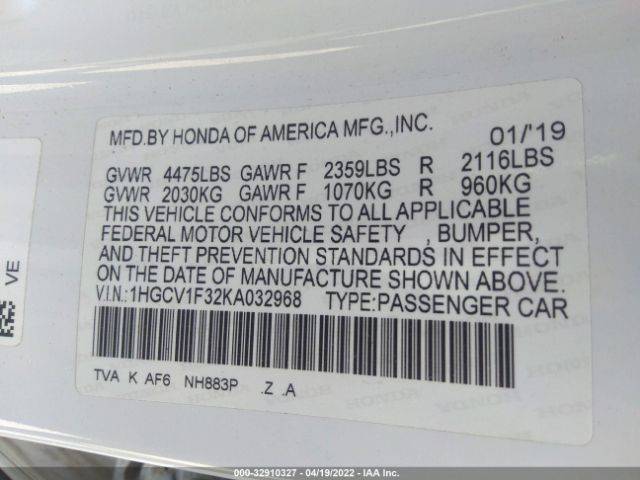 MFD.BY HONDA OF AMERICA MFG.,INC. 01/'19
GVWR 4475LBS GAWR F 2359LBS R 2116LBS
GVWR 2030KG GAWR F 1070KG R 960KG
THIS VEHICLE CONFORMS TO ALL APPLICABLE
FEDERAL MOTOR VEHICLE SAFETY , BUMPER,
AND THEFT PREVENTION STANDARDS IN EFFECT
ON THE DATE OF MANUFACTURE SHOWN ABOVE.
V.I.N.:1HGCV1F32KA032968 TYPE:PASSENGER CAR
TVA K AF6 NH883P .Z .A
VE
000-32910327 - 04/19/2022 - IAA Inc.